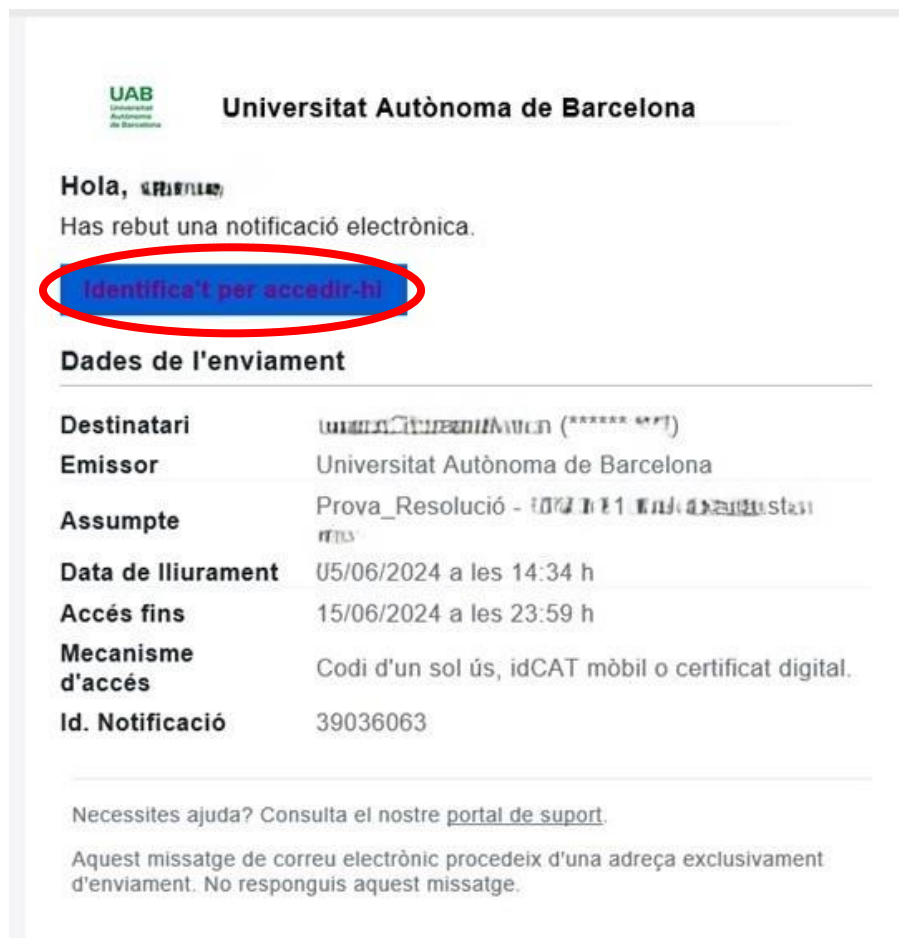 UAB
Universitat
Autònoma
de Barcelona
Universitat Autònoma de Barcelona
Hola,
Has rebut una notificació electrònica.
Identifica't per accedir-hi
Dades de l'enviament
Destinatari
Emissor Universitat Autònoma de Barcelona
Assumpte Prova_Resolució -
Data de lliurament 05/06/2024 a les 14:34 h
Accés fins 15/06/2024 a les 23:59 h
Mecanisme
d'accés Codi d'un sol ús, idCAT mòbil o certificat digital.
Id. Notificació 39036063
Necessites ajuda? Consulta el nostre portal de suport.
Aquest missatge de correu electrònic procedeix d'una adreça exclusivament
d'enviament. No responguis aquest missatge.